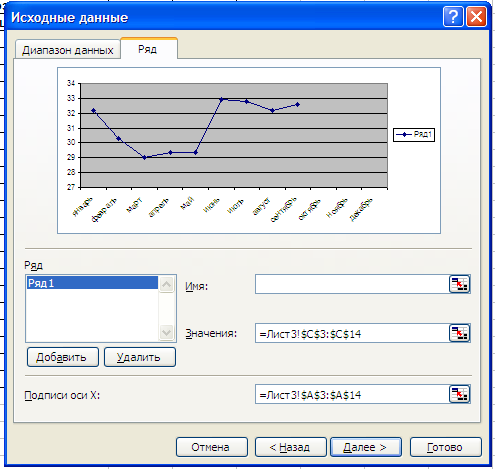 Исходные данные
Диапазон данных
Ряд
34
33
32
31
30
29
28
27
январь
февраль
март
апрель
май
июнь
июль
август
сентябрь
октябрь
ноябрь
декабрь
Ряд1
Ряд
Ряд1
Имя:
Значения: =Лист3!$C$3:$C$14
Добавить Удалить
Подписи оси X: =Лист3!$A$3:$A$14
Отмена < Назад Далее > Готово